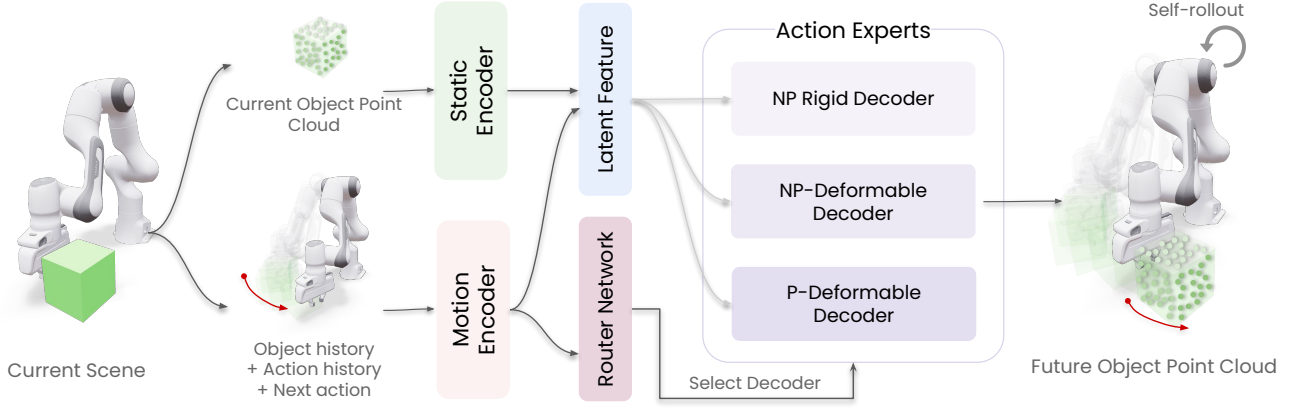 Current Scene
Current Object Point
Cloud
Object history
+ Action history
+ Next action
Static
Encoder
Motion
Encoder
Latent Feature
Router Network
Action Experts
NP Rigid Decoder
NP-Deformable
Decoder
P-Deformable
Decoder
Select Decoder
Self-rollout
Future Object Point Cloud